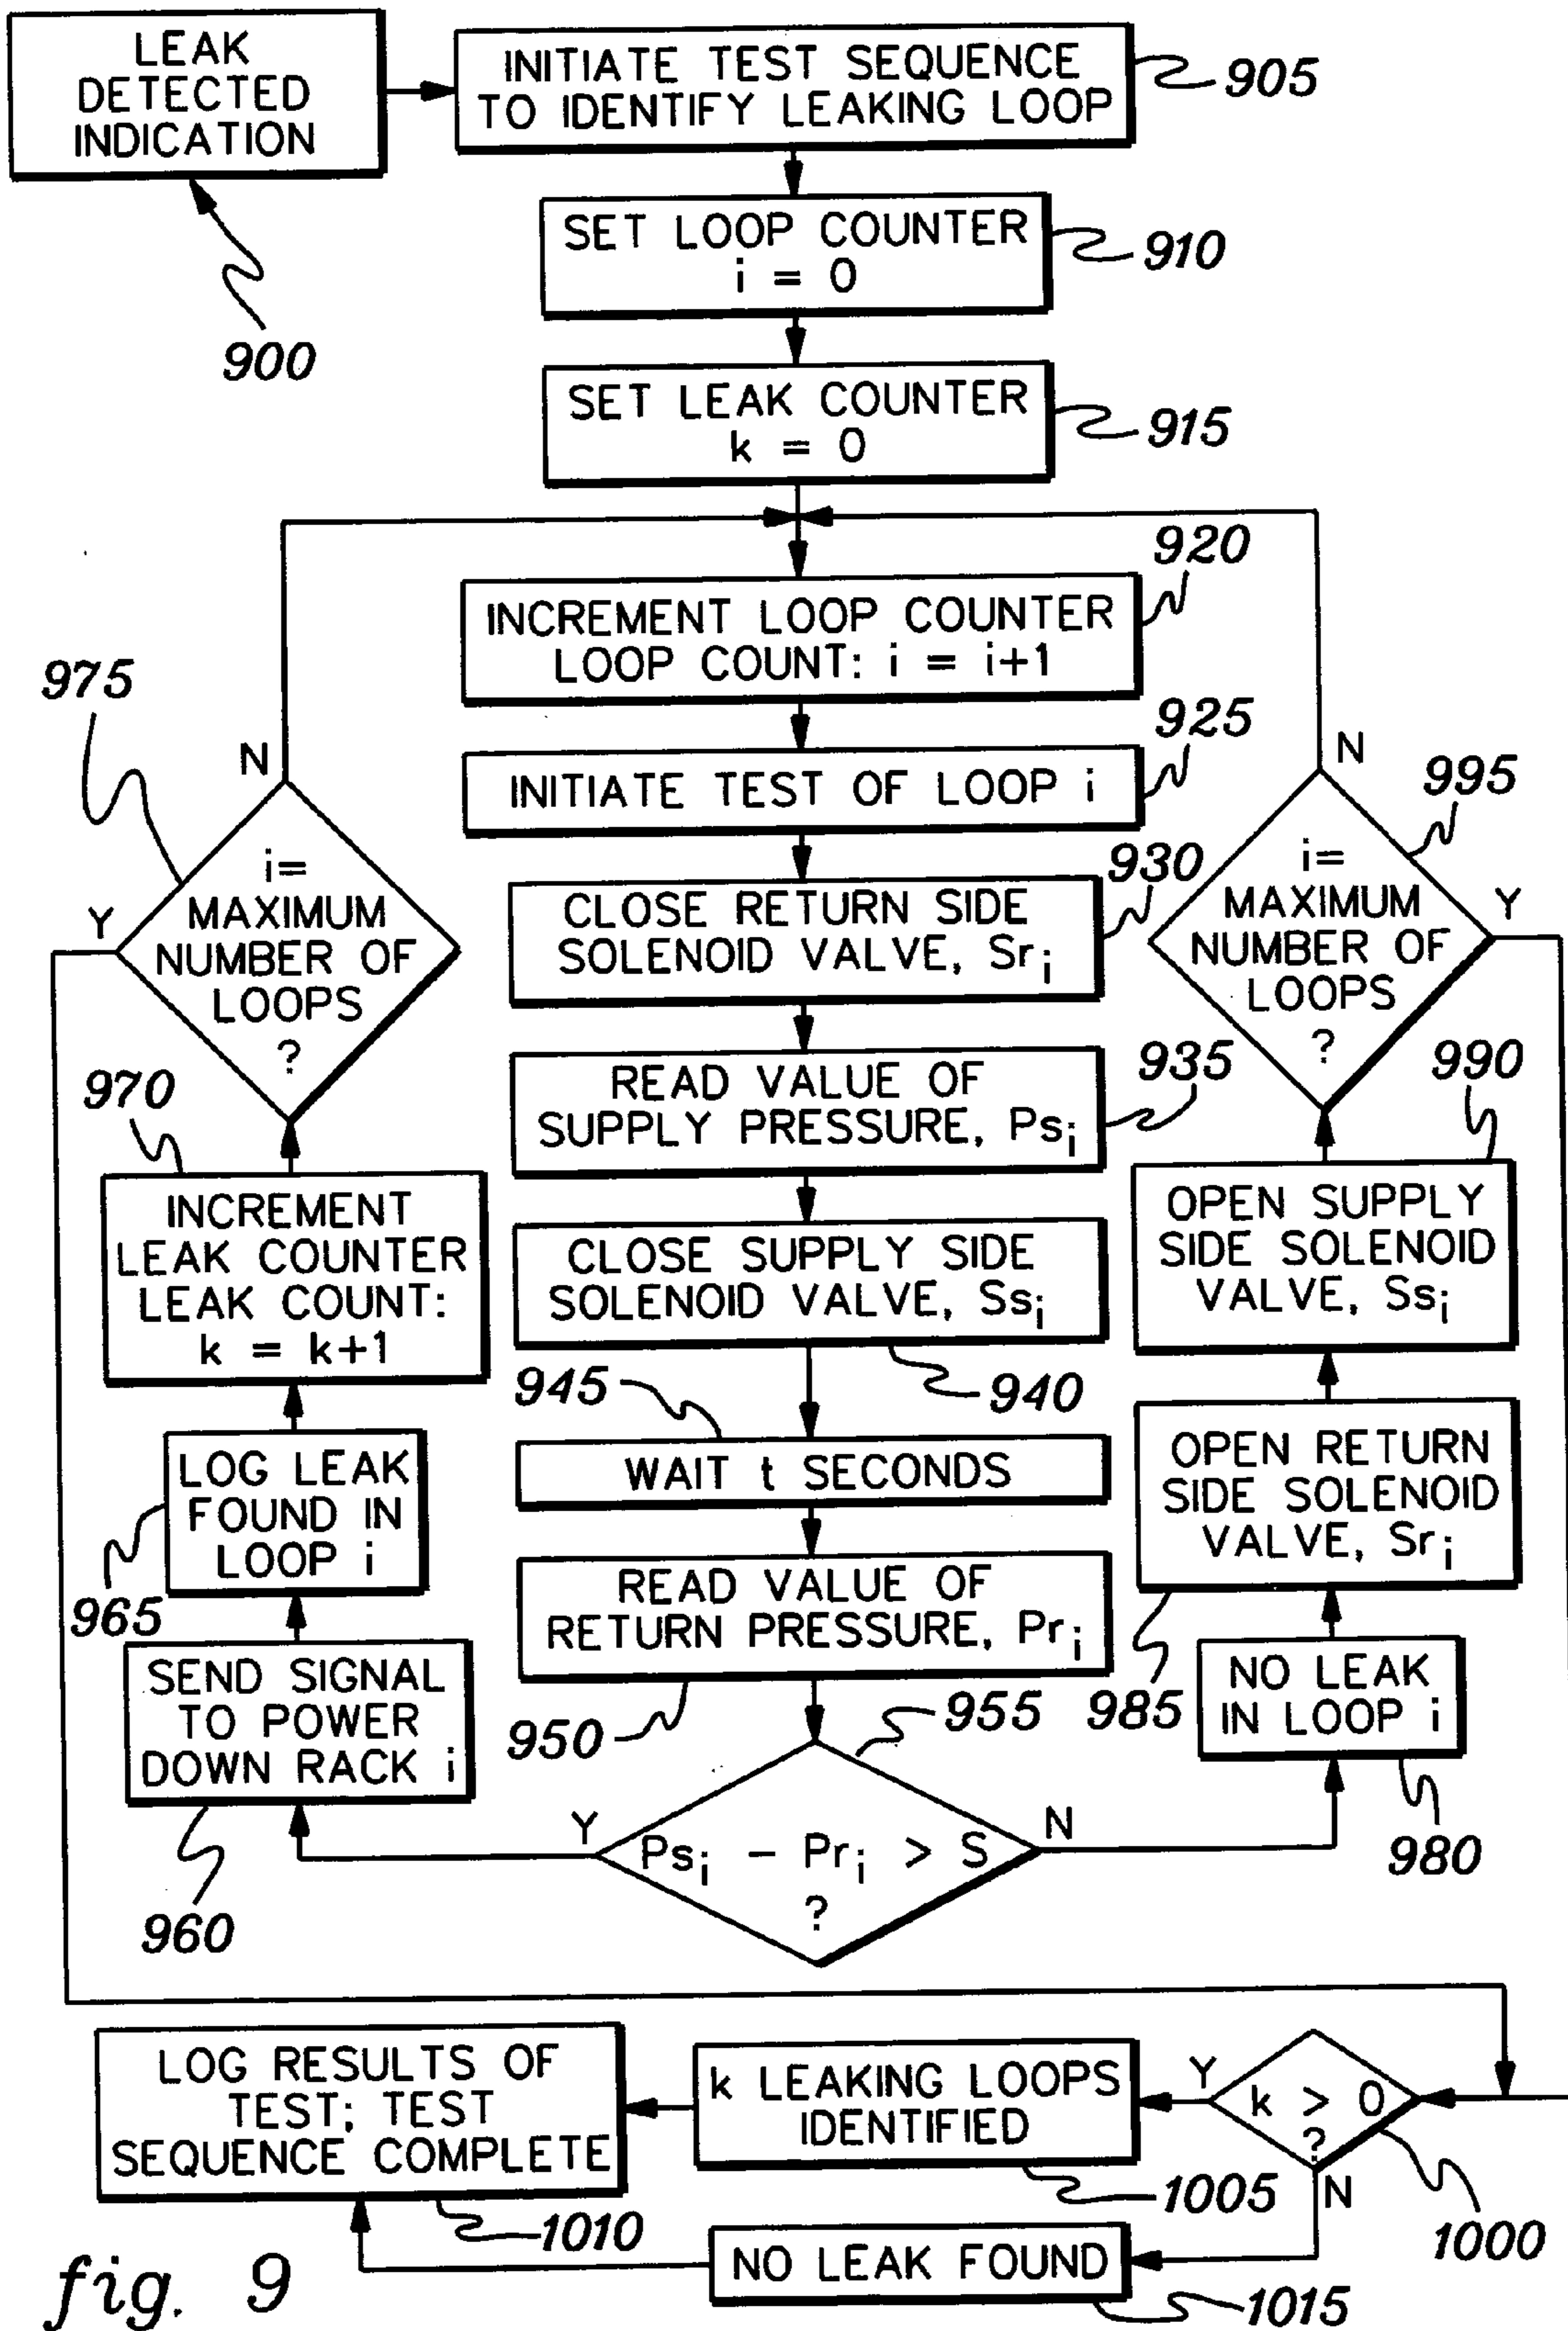 LEAK
DETECTED
INDICATION
900
INITIATE TEST SEQUENCE
TO IDENTIFY LEAKING LOOP
905
SET LOOP COUNTER
i = 0
910
SET LEAK COUNTER
k = 0
915
INCREMENT LOOP COUNTER
LOOP COUNT: i = i+1
920
INITIATE TEST OF LOOP i
925
CLOSE RETURN SIDE
SOLENOID VALVE, Sri
930
READ VALUE OF
SUPPLY PRESSURE, Psi
935
CLOSE SUPPLY SIDE
SOLENOID VALVE, Ssi
940
945
WAIT t SECONDS
READ VALUE OF
RETURN PRESSURE, Pri
950
955
Psi - Pri > S
?
Y
N
SEND SIGNAL
TO POWER
DOWN RACK i
960
LOG LEAK
FOUND IN
LOOP i
965
INCREMENT
LEAK COUNTER
LEAK COUNT:
k = k+1
970
975
N
Y
i=
MAXIMUM
NUMBER OF
LOOPS
?
NO LEAK
IN LOOP i
980
OPEN RETURN
SIDE SOLENOID
VALVE, Sri
985
OPEN SUPPLY
SIDE SOLENOID
VALVE, Ssi
990
995
N
Y
i=
MAXIMUM
NUMBER OF
LOOPS
?
k > 0
?
Y
N
1000
k LEAKING LOOPS
IDENTIFIED
1005
LOG RESULTS OF
TEST; TEST
SEQUENCE COMPLETE
1010
NO LEAK FOUND
1015
fig. 9